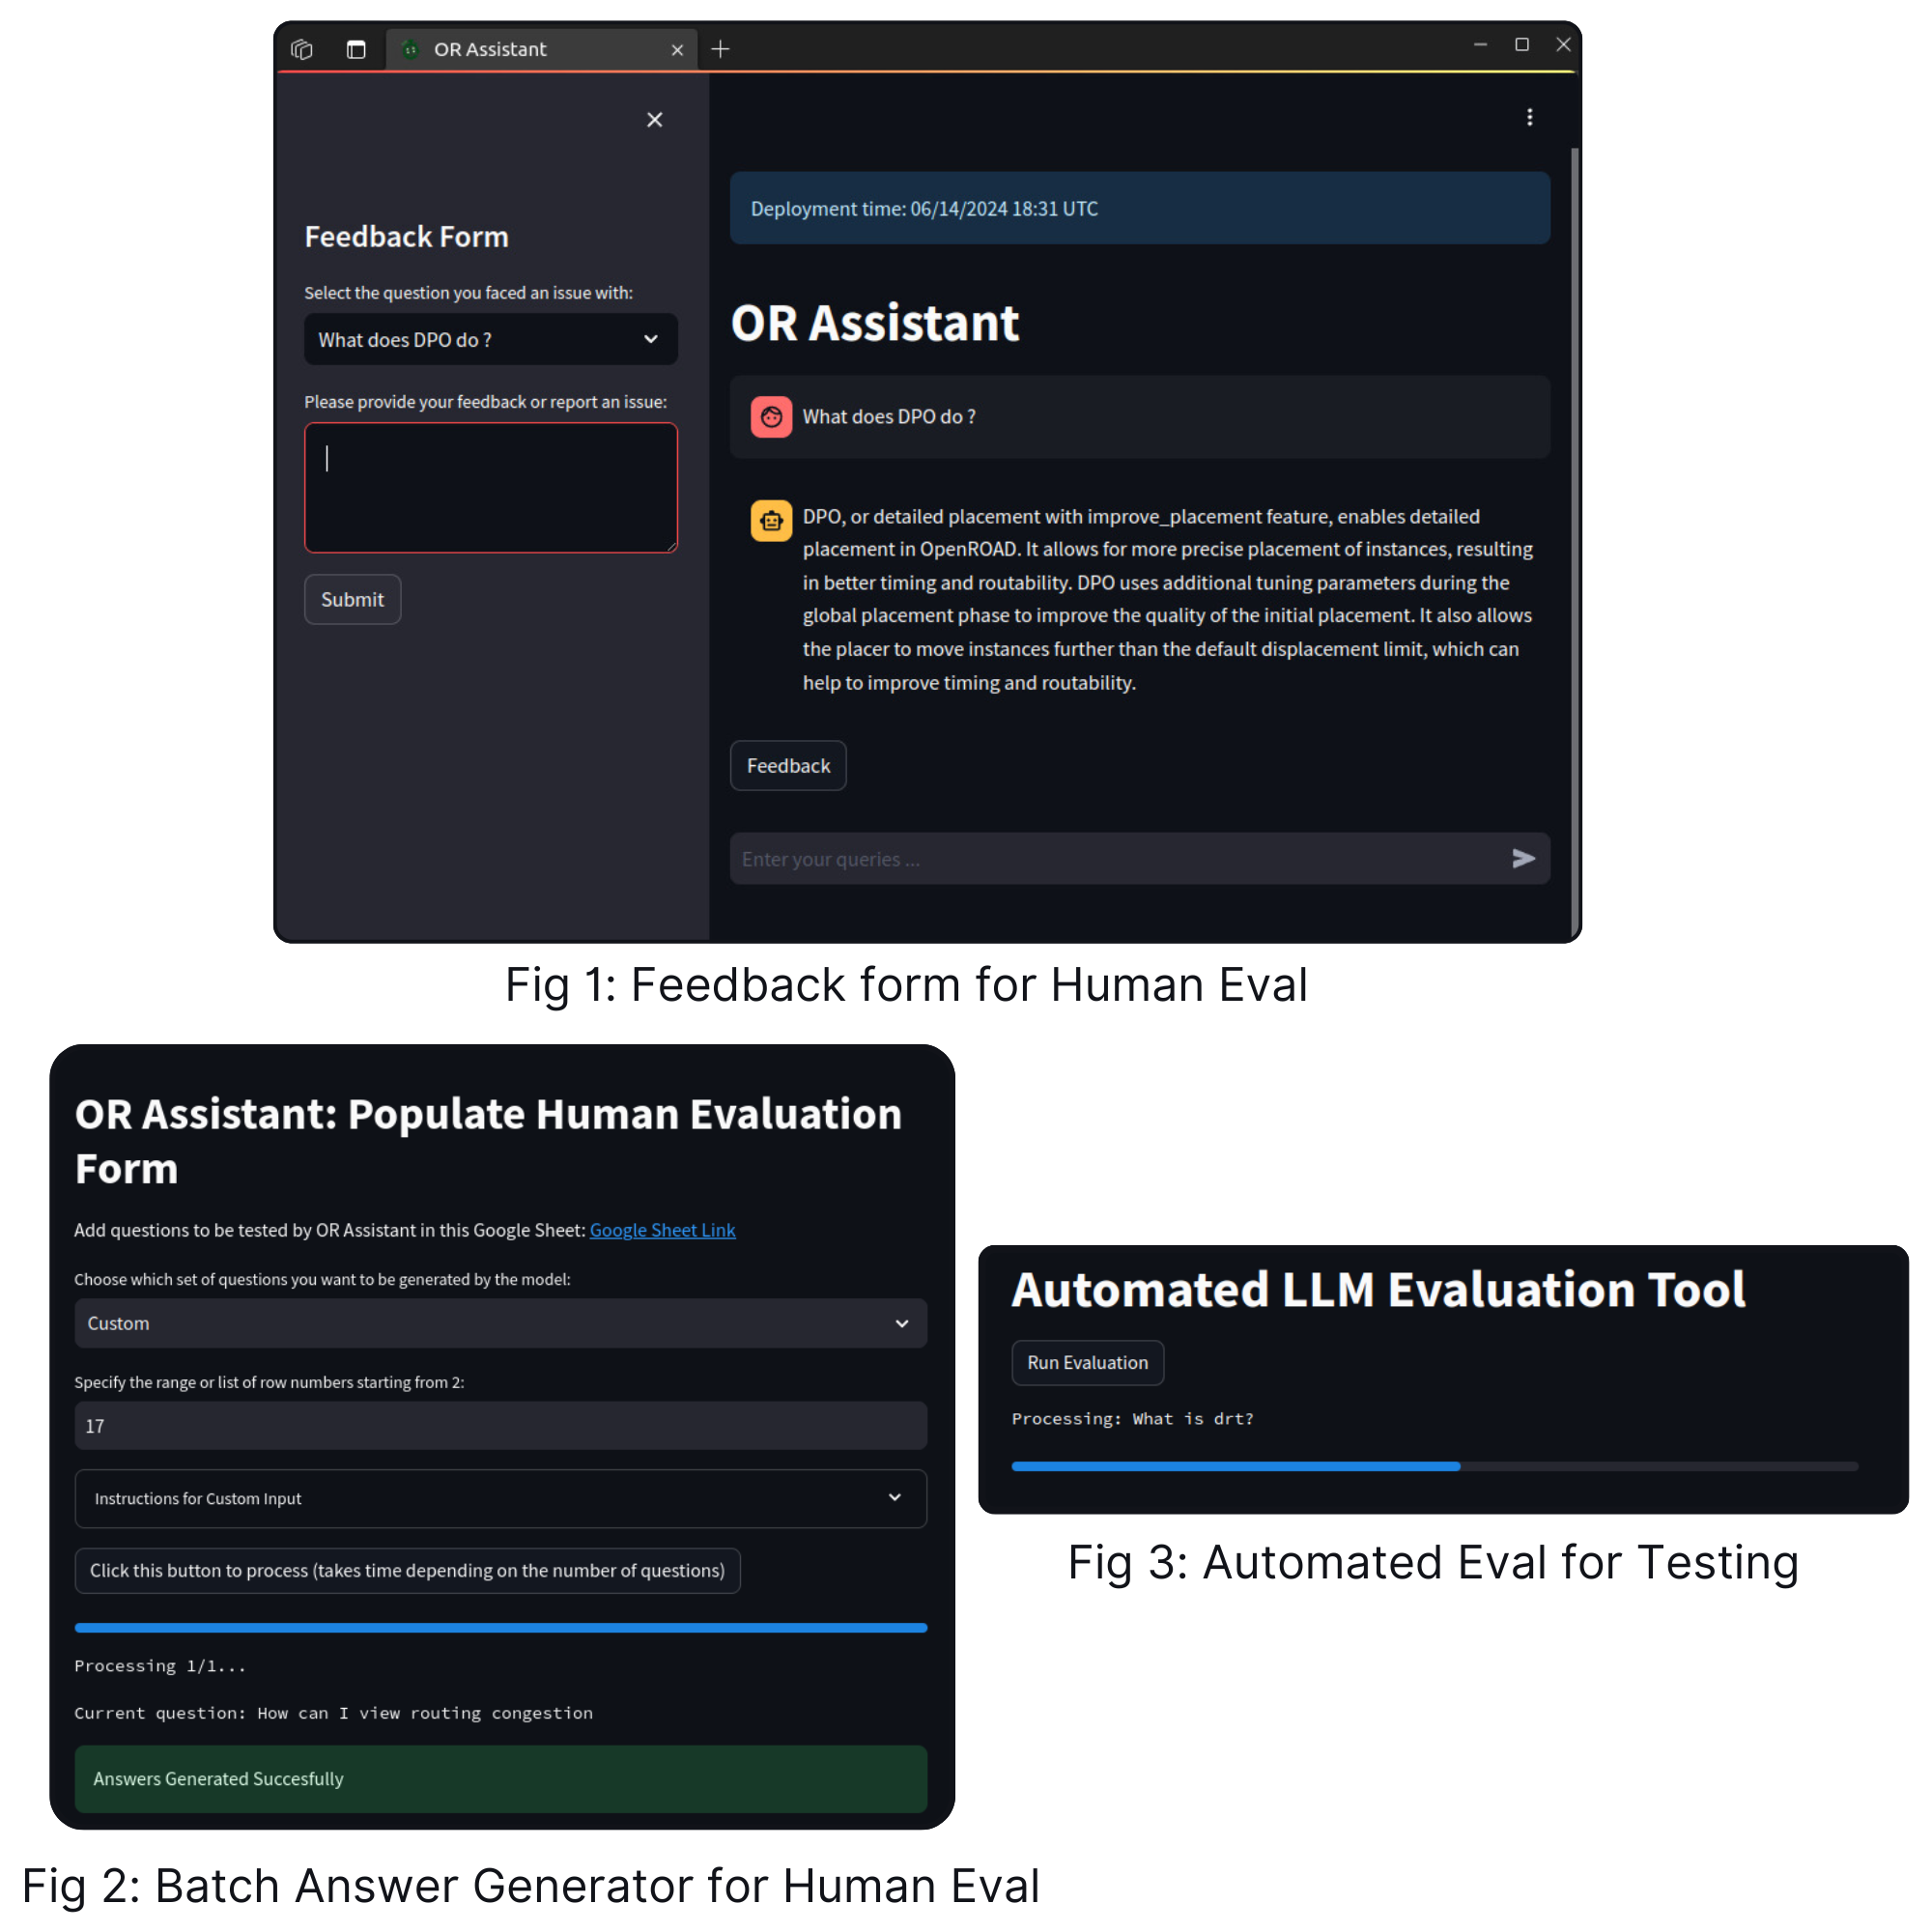 OR Assistant
Feedback Form
Select the question you faced an issue with:
What does DPO do ?
Please provide your feedback or report an issue:
Submit
Deployment time: 06/14/2024 18:31 UTC
OR Assistant
What does DPO do ?
DPO, or detailed placement with improve_placement feature, enables detailed
placement in OpenROAD. It allows for more precise placement of instances, resulting
in better timing and routability. DPO uses additional tuning parameters during the
global placement phase to improve the quality of the initial placement. It also allows
the placer to move instances further than the default displacement limit, which can
help to improve timing and routability.
Feedback
Enter your queries ...
Fig 1: Feedback form for Human Eval
OR Assistant: Populate Human Evaluation
Form
Add questions to be tested by OR Assistant in this Google Sheet: Google Sheet Link
Choose which set of questions you want to be generated by the model:
Custom
Specify the range or list of row numbers starting from 2:
17
Instructions for Custom Input
Click this button to process (takes time depending on the number of questions)
Processing 1/1...
Current question: How can I view routing congestion
Answers Generated Succesfully
Fig 2: Batch Answer Generator for Human Eval
Automated LLM Evaluation Tool
Run Evaluation
Processing: What is drt?
Fig 3: Automated Eval for Testing